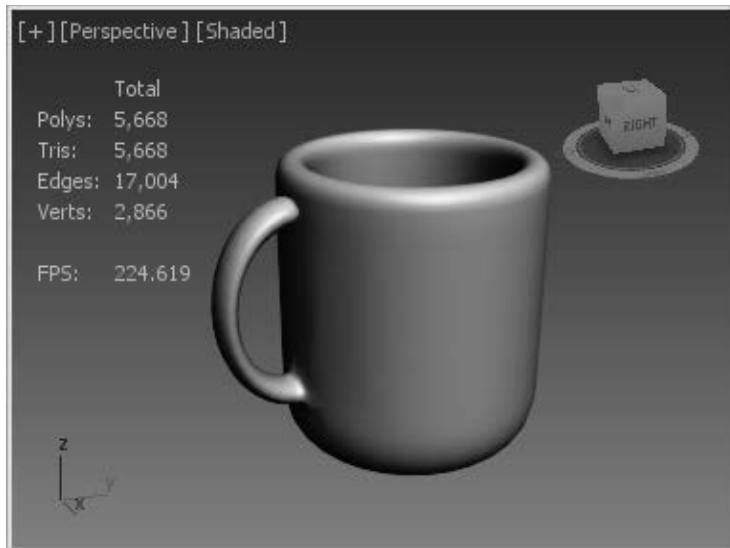 [+][Perspective][Shaded]
Total
Polys: 5,668
Tris: 5,668
Edges: 17,004
Verts: 2,866
FPS: 224.619
RIGHT
z
y
x